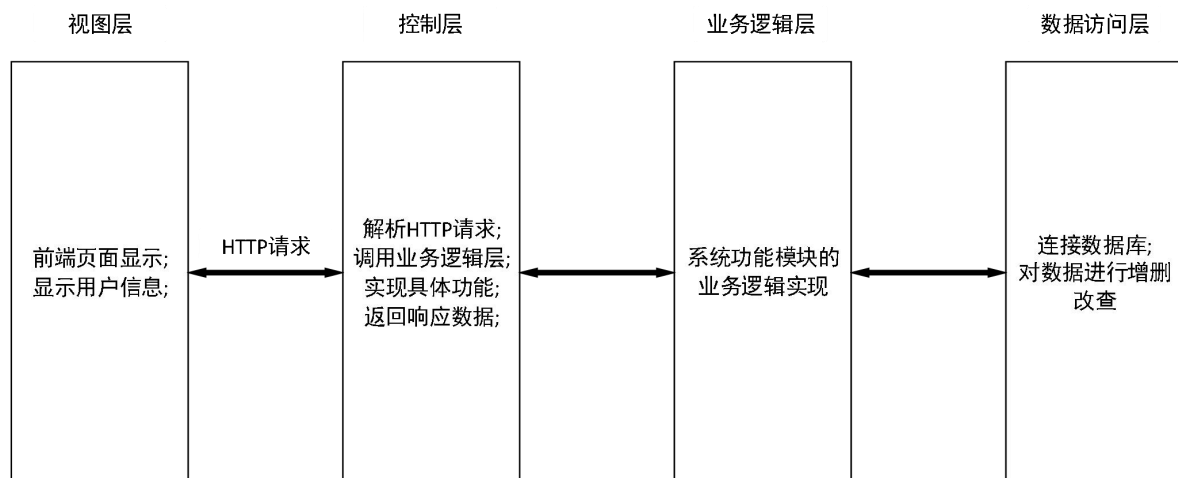 视图层
控制层
业务逻辑层
数据访问层
前端页面显示;
显示用户信息;
HTTP请求
解析HTTP请求;
调用业务逻辑层;
实现具体功能;
返回响应数据;
系统功能模块的
业务逻辑实现
连接数据库;
对数据进行增删
改查